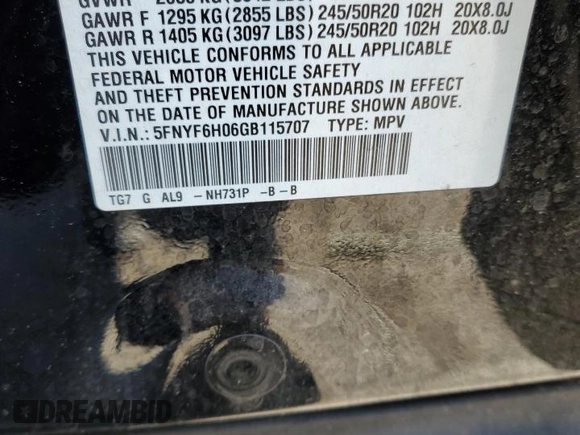 GVWR
GAWR F 1295 KG(2855 LBS) 245/50R20 102H 20X8.0J
GAWR R 1405 KG(3097 LBS) 245/50R20 102H 20X8.0J
THIS VEHICLE CONFORMS TO ALL APPLICABLE
FEDERAL MOTOR VEHICLE SAFETY
AND THEFT PREVENTION STANDARDS IN EFFECT
ON THE DATE OF MANUFACTURE SHOWN ABOVE.
V.I.N.: 5FNYF6H06GB115707 TYPE: MPV
TG7 G AL9 -NH731P -B -B
DREAMBID